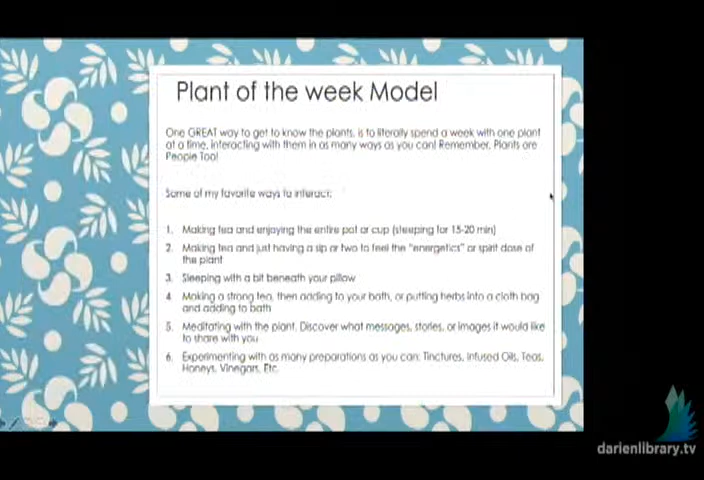 Plant of the week Model
One GREAT way to get to know the plants, is to literally spend a week with one plant
at a time, interacting with them in as many ways as you can! Remember, Plants are
People Too!
Some of my favorite ways to interact:
1. Making tea and enjoying the entire pot or cup (steeping for 15-20 min)
2. Making tea and just having a sip or two to feel the "energetics" or spirit dose of
the plant
3. Sleeping with a bit beneath your pillow
4. Making a strong tea, then adding to your bath, or putting herbs into a cloth bag
and adding to bath
5. Meditating with the plant. Discover what messages, stories, or images it would like
to share with you
6. Experimenting with as many preparations as you can: Tinctures, Infused Oils, Teas,
Honeys, Vinegars, Etc.
darienlibrary.tv